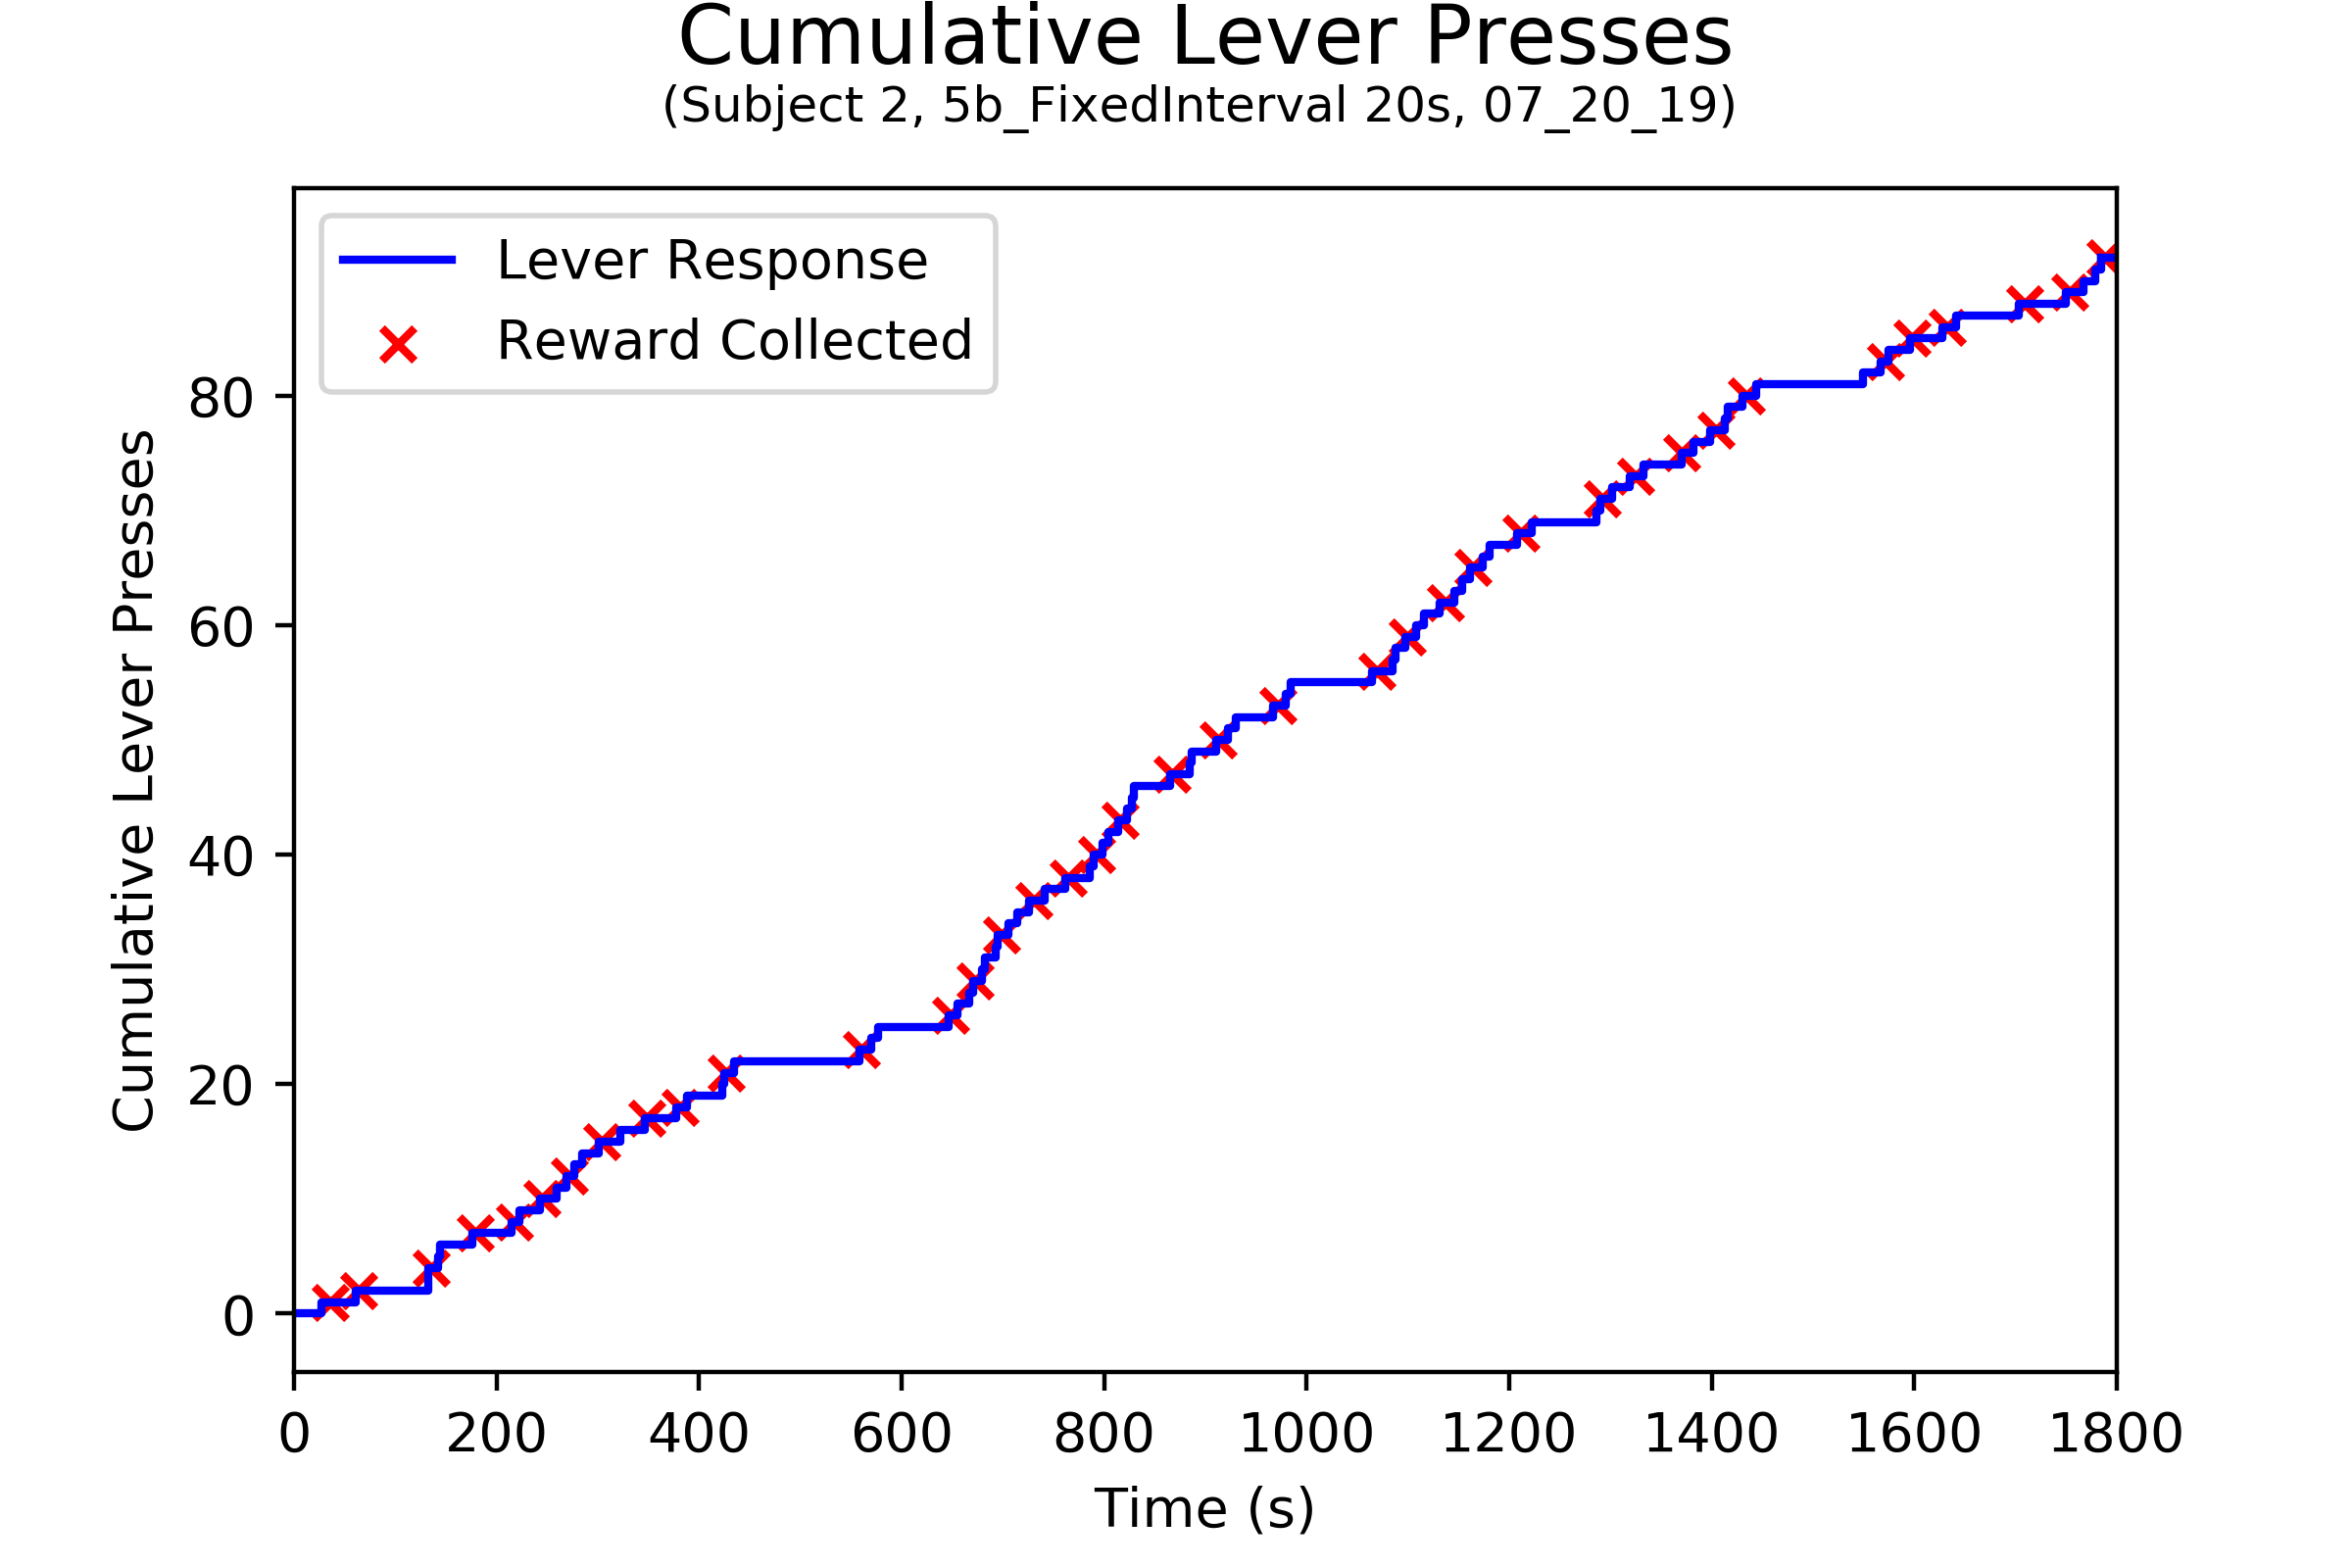 Cumulative Lever Presses
(Subject 2, 5b_FixedInterval 20s, 07_20_19)
Lever Response
Reward Collected
Cumulative Lever Presses
80
60
40
20
0
0 200 400 600 800 1000 1200 1400 1600 1800
Time (s)